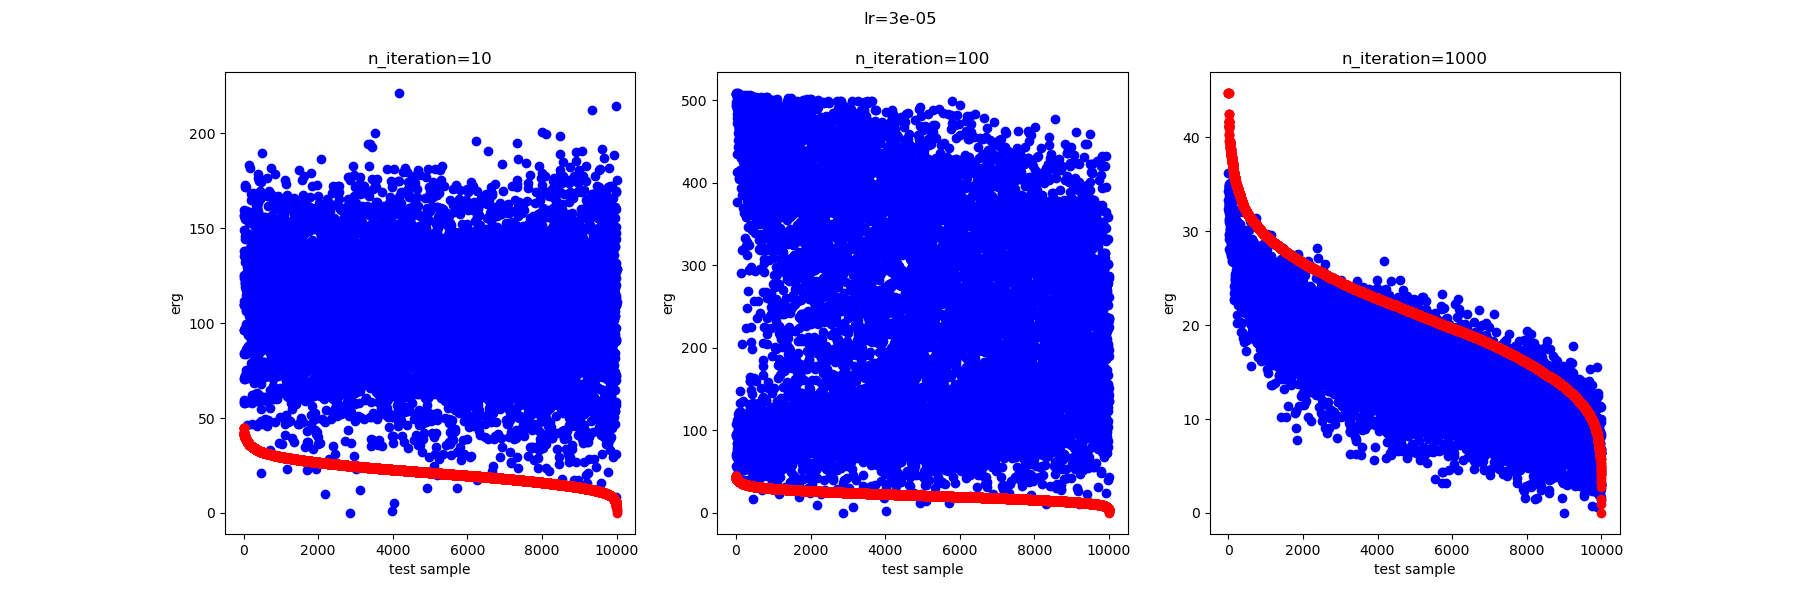 lr=3e-05
n_iteration=10
erg
200
150
100
50
0
0 2000 4000 6000 8000 10000
test sample
n_iteration=100
erg
500
400
300
200
100
0
0 2000 4000 6000 8000 10000
test sample
n_iteration=1000
erg
40
30
20
10
0
0 2000 4000 6000 8000 10000
test sample